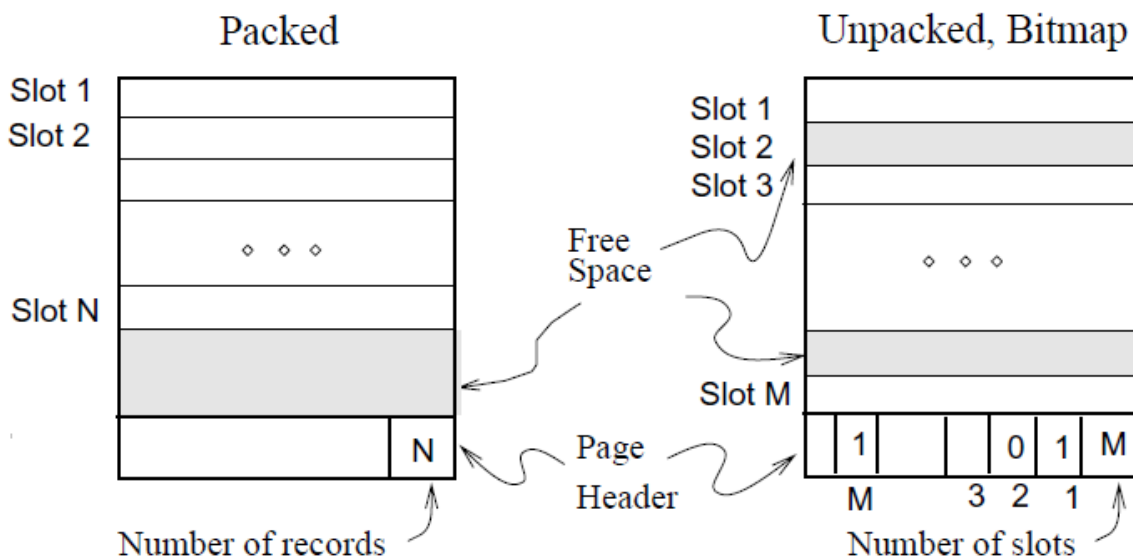 Packed
Unpacked, Bitmap
Slot 1
Slot 2
Slot N
Slot 1
Slot 2
Slot 3
Slot M
Free
Space
N
1
0
1
M
Page
Header
M
3
2
1
Number of records
Number of slots